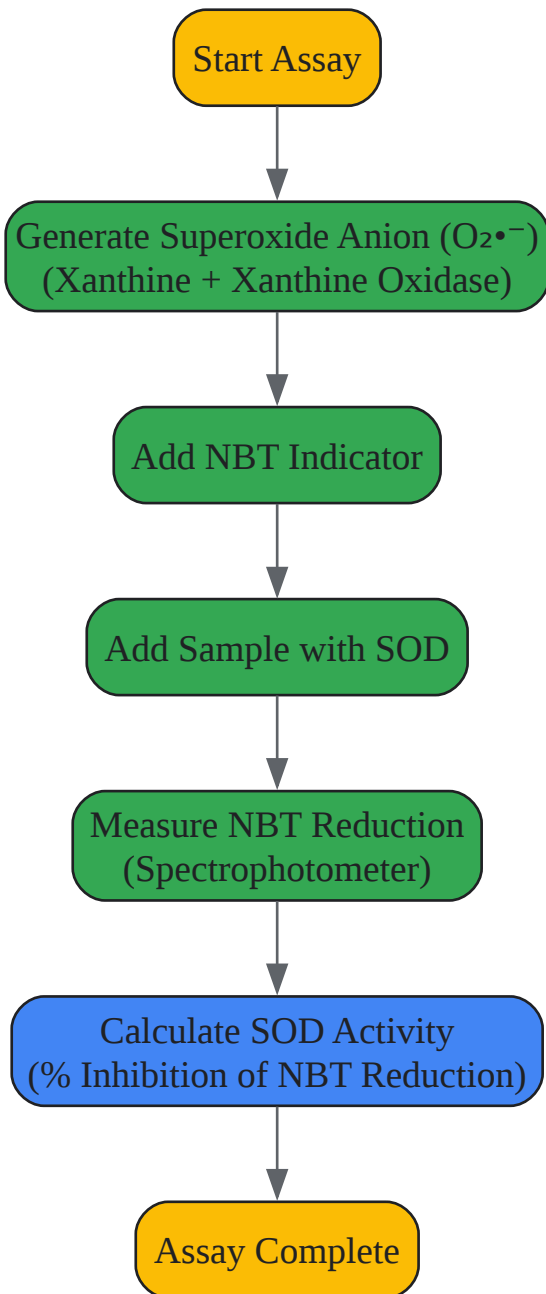 Start Assay
Generate Superoxide Anion (O₂•⁻)
(Xanthine + Xanthine Oxidase)
Add NBT Indicator
Add Sample with SOD
Measure NBT Reduction
(Spectrophotometer)
Calculate SOD Activity
(% Inhibition of NBT Reduction)
Assay Complete